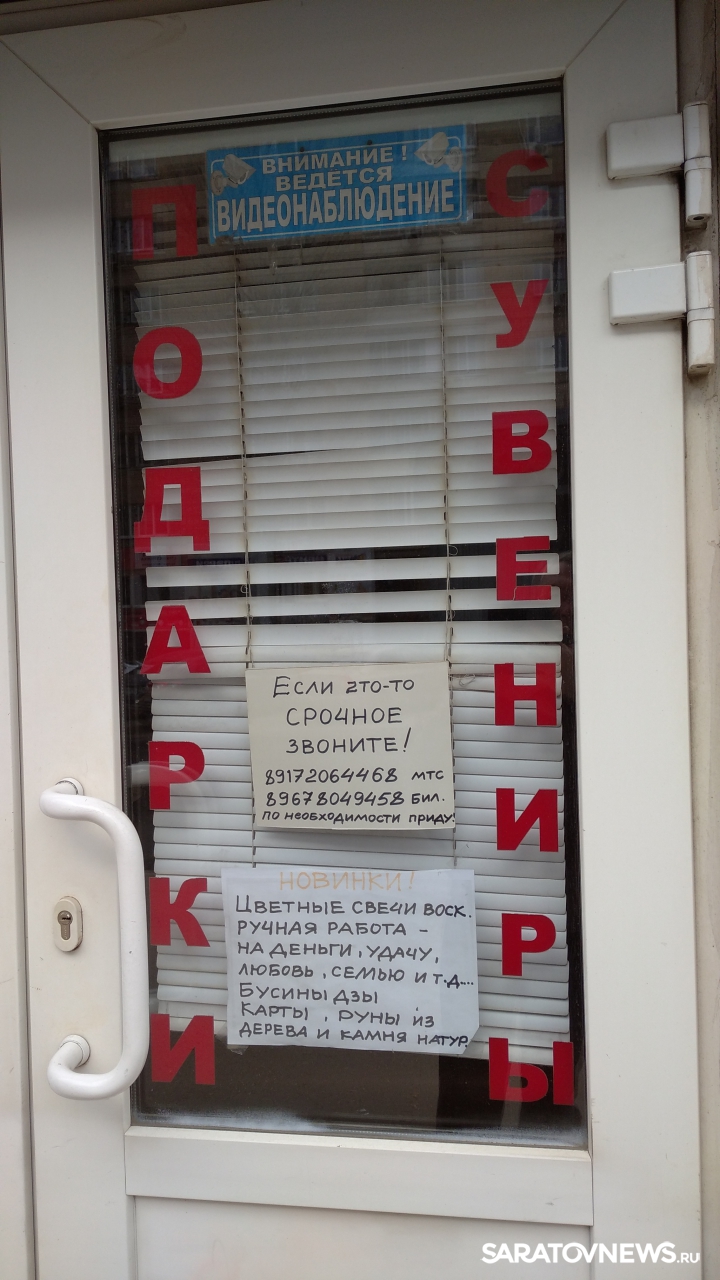 ВНИМАНИЕ!
ВЕДЕТСЯ
ВИДЕОНАБЛЮДЕНИЕ
ПОДАРКИ
СУВЕНИРЫ
ЕСЛИ ЧТО-ТО
СРОЧНОЕ
ЗВОНИТЕ!
89172064468 МТС
89678049458 БИЛ.
ПО НЕОБХОДИМОСТИ ПРИДУ!
НОВИНКИ!
ЦВЕТНЫЕ СВЕЧИ ВОСК.
РУЧНАЯ РАБОТА -
НА ДЕНЬГИ, УДАЧУ,
ЛЮБОВЬ, СЕМЬЮ И Т.Д....
БУСИНЫ ДЗЫ
КАРТЫ, РУНЫ ИЗ
ДЕРЕВА И КАМНЯ НАТУР.
SARATOVNEWS.RU